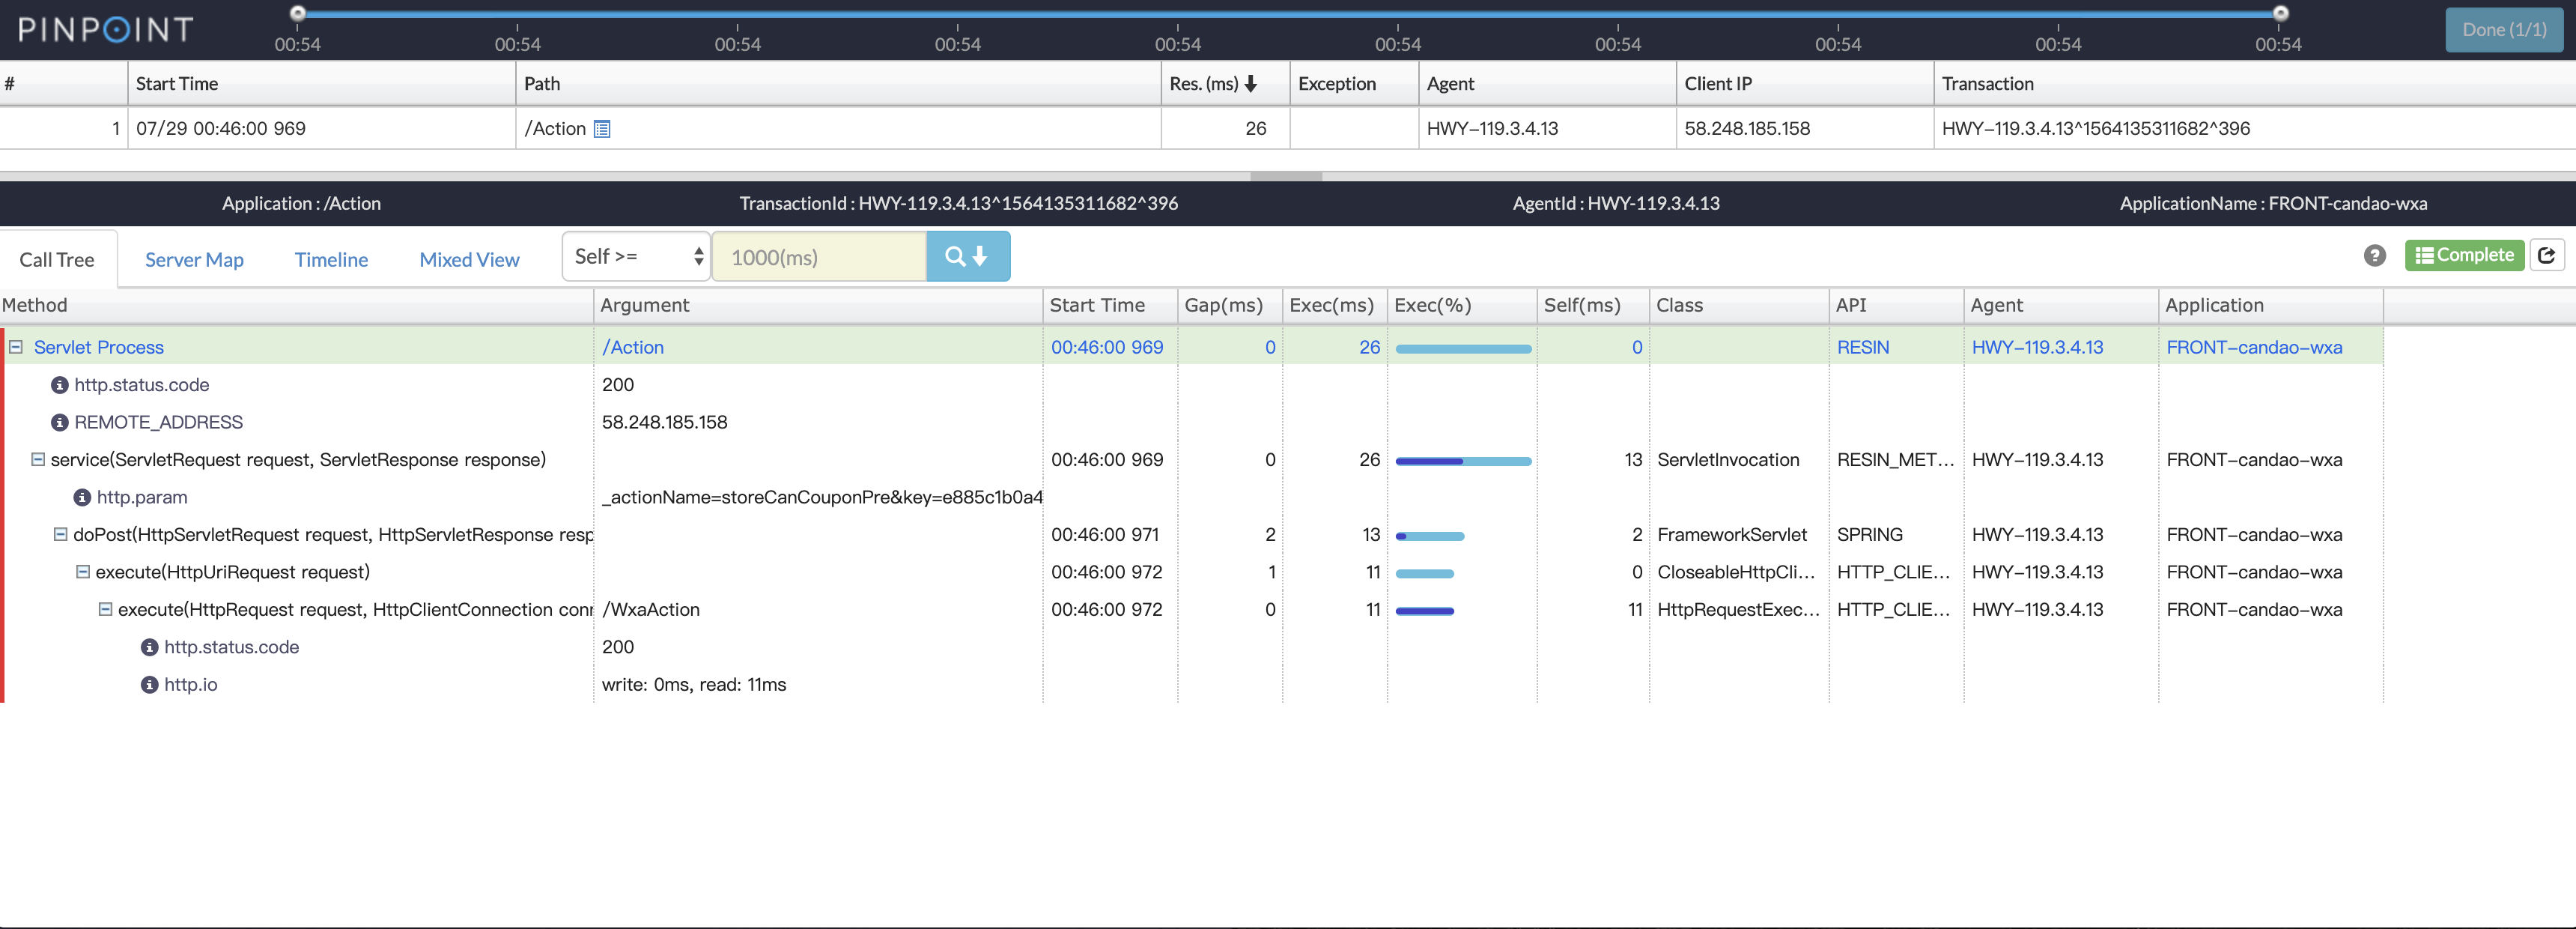 PINPOINT
00:54 00:54 00:54 00:54 00:54 00:54 00:54 00:54 00:54 00:54
Done (1/1)
# Start Time Path Res. (ms) Exception Agent Client IP Transaction
1 07/29 00:46:00 969 /Action 26 HWY-119.3.4.13 58.248.185.158 HWY-119.3.4.13^1564135311682^396
Application : /Action TransactionId : HWY-119.3.4.13^1564135311682^396 AgentId : HWY-119.3.4.13 ApplicationName : FRONT-candao-wxa
Call Tree Server Map Timeline Mixed View Self >= 1000(ms) Complete
Method Argument Start Time Gap(ms) Exec(ms) Exec(%) Self(ms) Class API Agent Application
Servlet Process /Action 00:46:00 969 0 26 0 RESIN HWY-119.3.4.13 FRONT-candao-wxa
http.status.code 200
REMOTE_ADDRESS 58.248.185.158
service(ServletRequest request, ServletResponse response) 00:46:00 969 0 26 13 ServletInvocation RESIN_MET... HWY-119.3.4.13 FRONT-candao-wxa
http.param _actionName=storeCanCouponPre&key=e885c1b0a4
doPost(HttpServletRequest request, HttpServletResponse resp 00:46:00 971 2 13 2 FrameworkServlet SPRING HWY-119.3.4.13 FRONT-candao-wxa
execute(HttpUriRequest request) 00:46:00 972 1 11 0 CloseableHttpCli... HTTP_CLIE... HWY-119.3.4.13 FRONT-candao-wxa
execute(HttpRequest request, HttpClientConnection conn /WxaAction 00:46:00 972 0 11 11 HttpRequestExec... HTTP_CLIE... HWY-119.3.4.13 FRONT-candao-wxa
http.status.code 200
http.io write: 0ms, read: 11ms